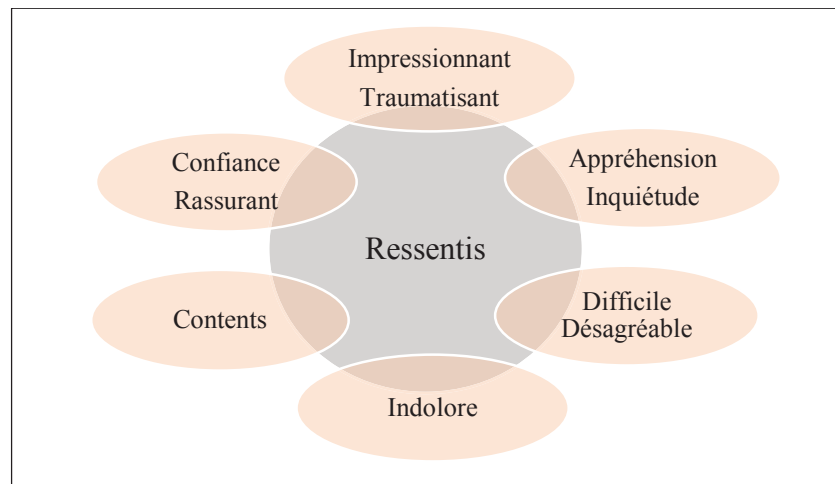 Impressionnant
Traumatisant
Confiance
Rassurant
Appréhension
Inquiétude
Ressentis
Contents
Difficile
Désagréable
Indolore